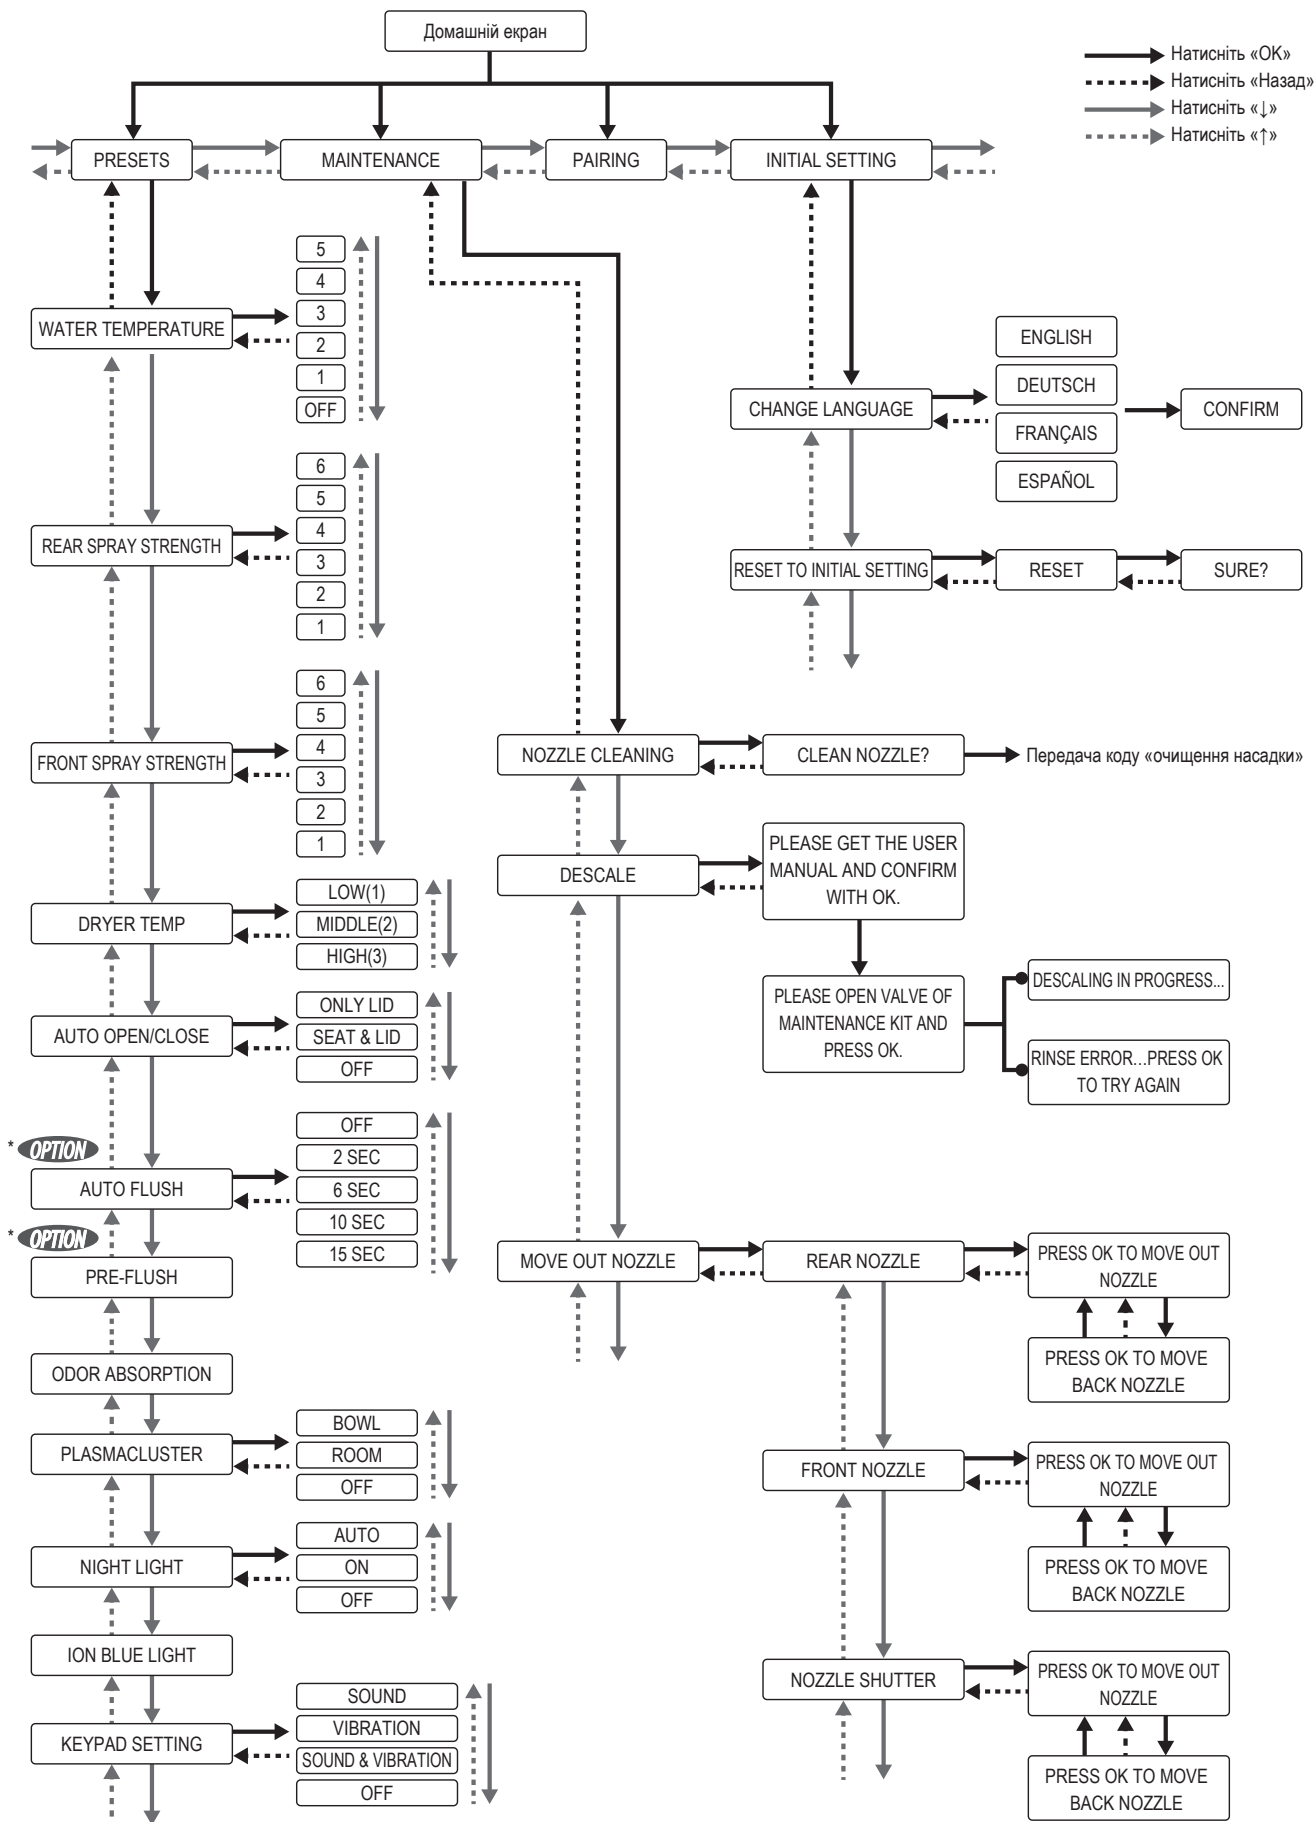 Домашній екран
Натисніть «OK»
Натисніть «Назад»
Натисніть «↓»
Натисніть «↑»
PRESETS
MAINTENANCE
PAIRING
INITIAL SETTING
WATER TEMPERATURE
5
4
3
2
1
OFF
REAR SPRAY STRENGTH
6
5
4
3
2
1
FRONT SPRAY STRENGTH
6
5
4
3
2
1
DRYER TEMP
LOW(1)
MIDDLE(2)
HIGH(3)
AUTO OPEN/CLOSE
ONLY LID
SEAT & LID
OFF
* OPTION
AUTO FLUSH
OFF
2 SEC
6 SEC
10 SEC
15 SEC
* OPTION
PRE-FLUSH
ODOR ABSORPTION
PLASMACLUSTER
BOWL
ROOM
OFF
NIGHT LIGHT
AUTO
ON
OFF
ION BLUE LIGHT
KEYPAD SETTING
SOUND
VIBRATION
SOUND & VIBRATION
OFF
NOZZLE CLEANING
CLEAN NOZZLE?
Передача коду «очищення насадки»
DESCALE
PLEASE GET THE USER
MANUAL AND CONFIRM
WITH OK.
PLEASE OPEN VALVE OF
MAINTENANCE KIT AND
PRESS OK.
DESCALING IN PROGRESS...
RINSE ERROR...PRESS OK
TO TRY AGAIN
MOVE OUT NOZZLE
REAR NOZZLE
PRESS OK TO MOVE OUT
NOZZLE
PRESS OK TO MOVE
BACK NOZZLE
FRONT NOZZLE
PRESS OK TO MOVE OUT
NOZZLE
PRESS OK TO MOVE
BACK NOZZLE
NOZZLE SHUTTER
PRESS OK TO MOVE OUT
NOZZLE
PRESS OK TO MOVE
BACK NOZZLE
CHANGE LANGUAGE
ENGLISH
DEUTSCH
FRANÇAIS
ESPAÑOL
CONFIRM
RESET TO INITIAL SETTING
RESET
SURE?